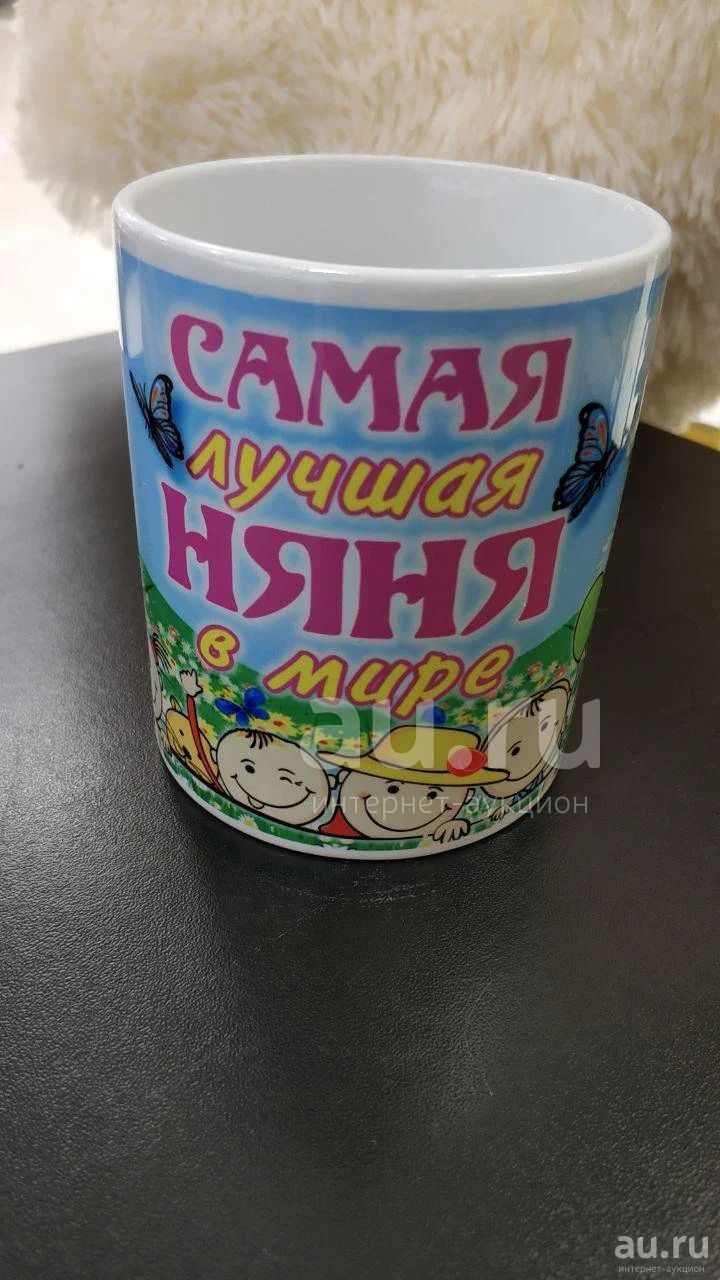 САМАЯ
лучшая
НЯНЯ
в мире
au.ru
интернет-аукцион
au.ru
интернет-аукцион